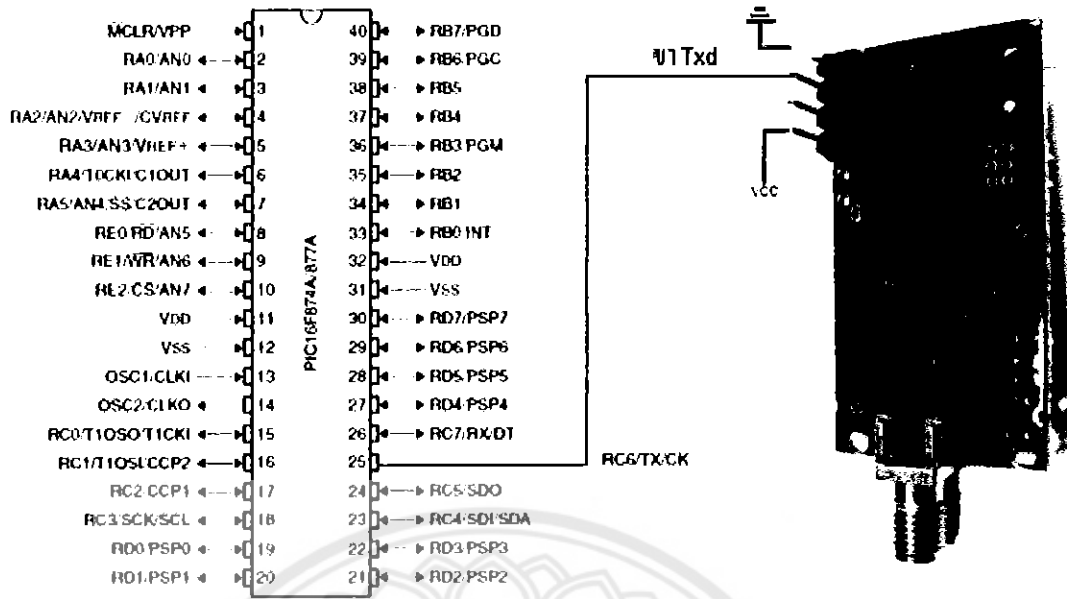 MCLR/VPP 1 40 RB7/PGD
RA0/AN0 2 39 RB6/PGC
RA1/AN1 3 38 RB5
RA2/AN2/VREF-/CVREF 4 37 RB4
RA3/AN3/VREF+ 5 36 RB3/PGM
RA4/T0CKI/C1OUT 6 35 RB2
RA5/AN4/SS/C2OUT 7 34 RB1
RE0/RD/AN5 8 33 RB0/INT
RE1/WR/AN6 9 32 VDD
RE2/CS/AN7 10 31 VSS
VDD 11 30 RD7/PSP7
VSS 12 29 RD6/PSP6
OSC1/CLKI 13 28 RD5/PSP5
OSC2/CLKO 14 27 RD4/PSP4
RC0/T1OSO/T1CKI 15 26 RC7/RX/DT
RC1/T1OSI/CCP2 16 25 RC6/TX/CK
RC2/CCP1 17 24 RC5/SDO
RC3/SCK/SCL 18 23 RC4/SDI/SDA
RD0/PSP0 19 22 RD3/PSP3
RD1/PSP1 20 21 RD2/PSP2
PIC16F874A/877A
Txd
VCC